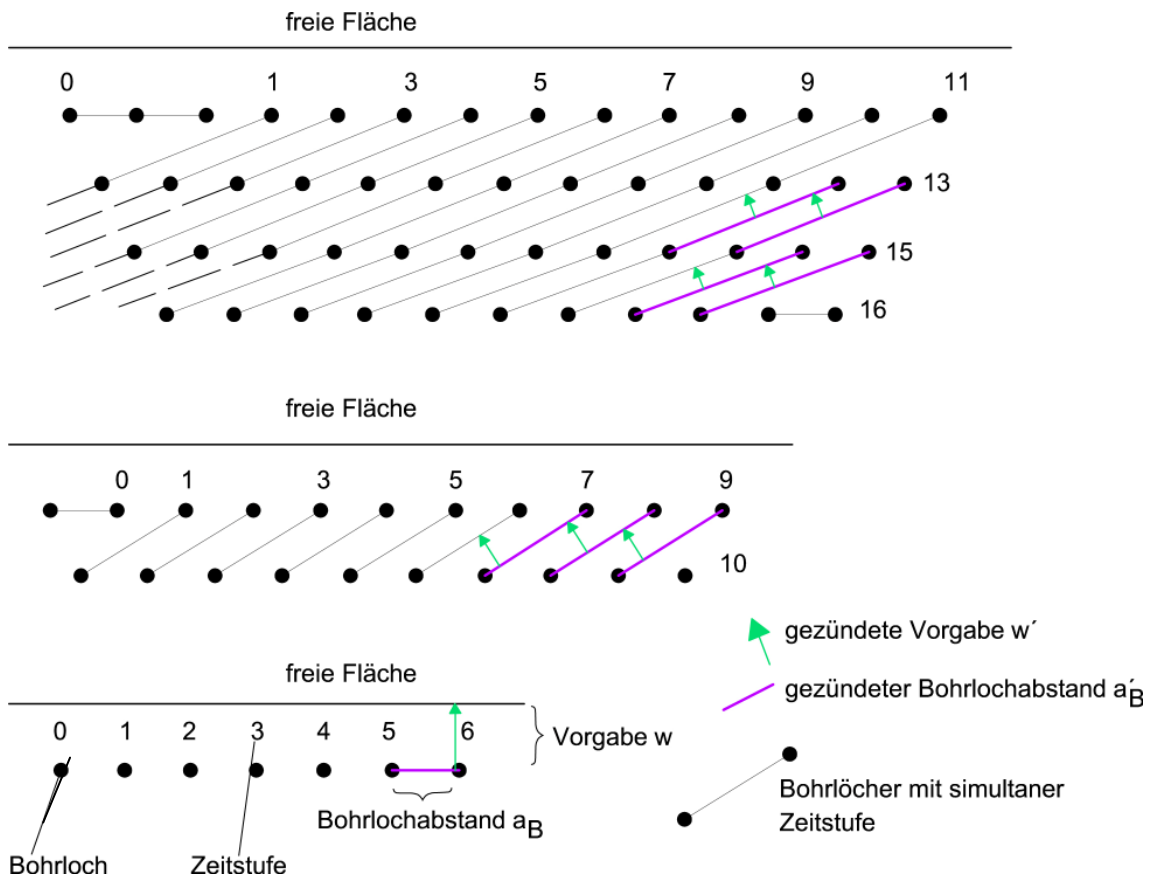 freie Fläche
0 1 3 5 7 9 11
13
15
16
freie Fläche
0 1 3 5 7 9
10
gezündete Vorgabe w´
freie Fläche
gezündeter Bohrlochabstand a´B
0 1 2 3 4 5 6
Vorgabe w
Bohrlochabstand aB
Bohrlöcher mit simultaner
Zeitstufe
Bohrloch
Zeitstufe